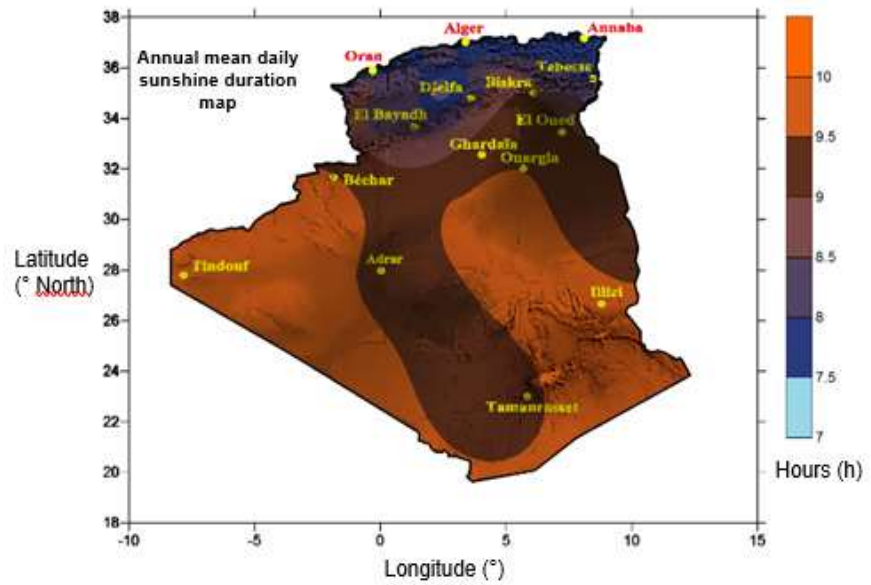 Annual mean daily
sunshine duration
map
38
36
34
32
30
28
26
24
22
20
18
-10
-5
0
5
10
15
Latitude
(° North)
Longitude (°)
Alger
Annaba
Oran
Tebessa
Djelfa
Biskra
El Bayadh
El Oued
Ghardaïa
Ouargla
Béchar
Tindouf
Adrar
Illizi
Tamanrasset
10
9.5
9
8.5
8
7.5
7
Hours (h)